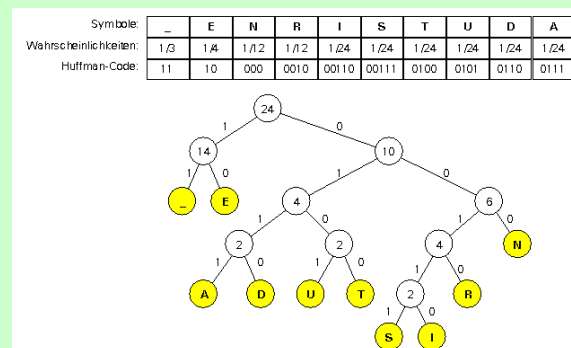 Symbole: _ E N R I S T U D A
Wahrscheinlichkeiten: 1/3 1/4 1/12 1/12 1/24 1/24 1/24 1/24 1/24 1/24
Huffman-Code: 11 10 000 0010 00110 00111 0100 0101 0110 0111
24
1 0
14 10
1 0 1 0
_ E 4 6
1 0 1 0
2 2 4 N
1 0 1 0 1 0
A D U T 2 R
1 0
S I